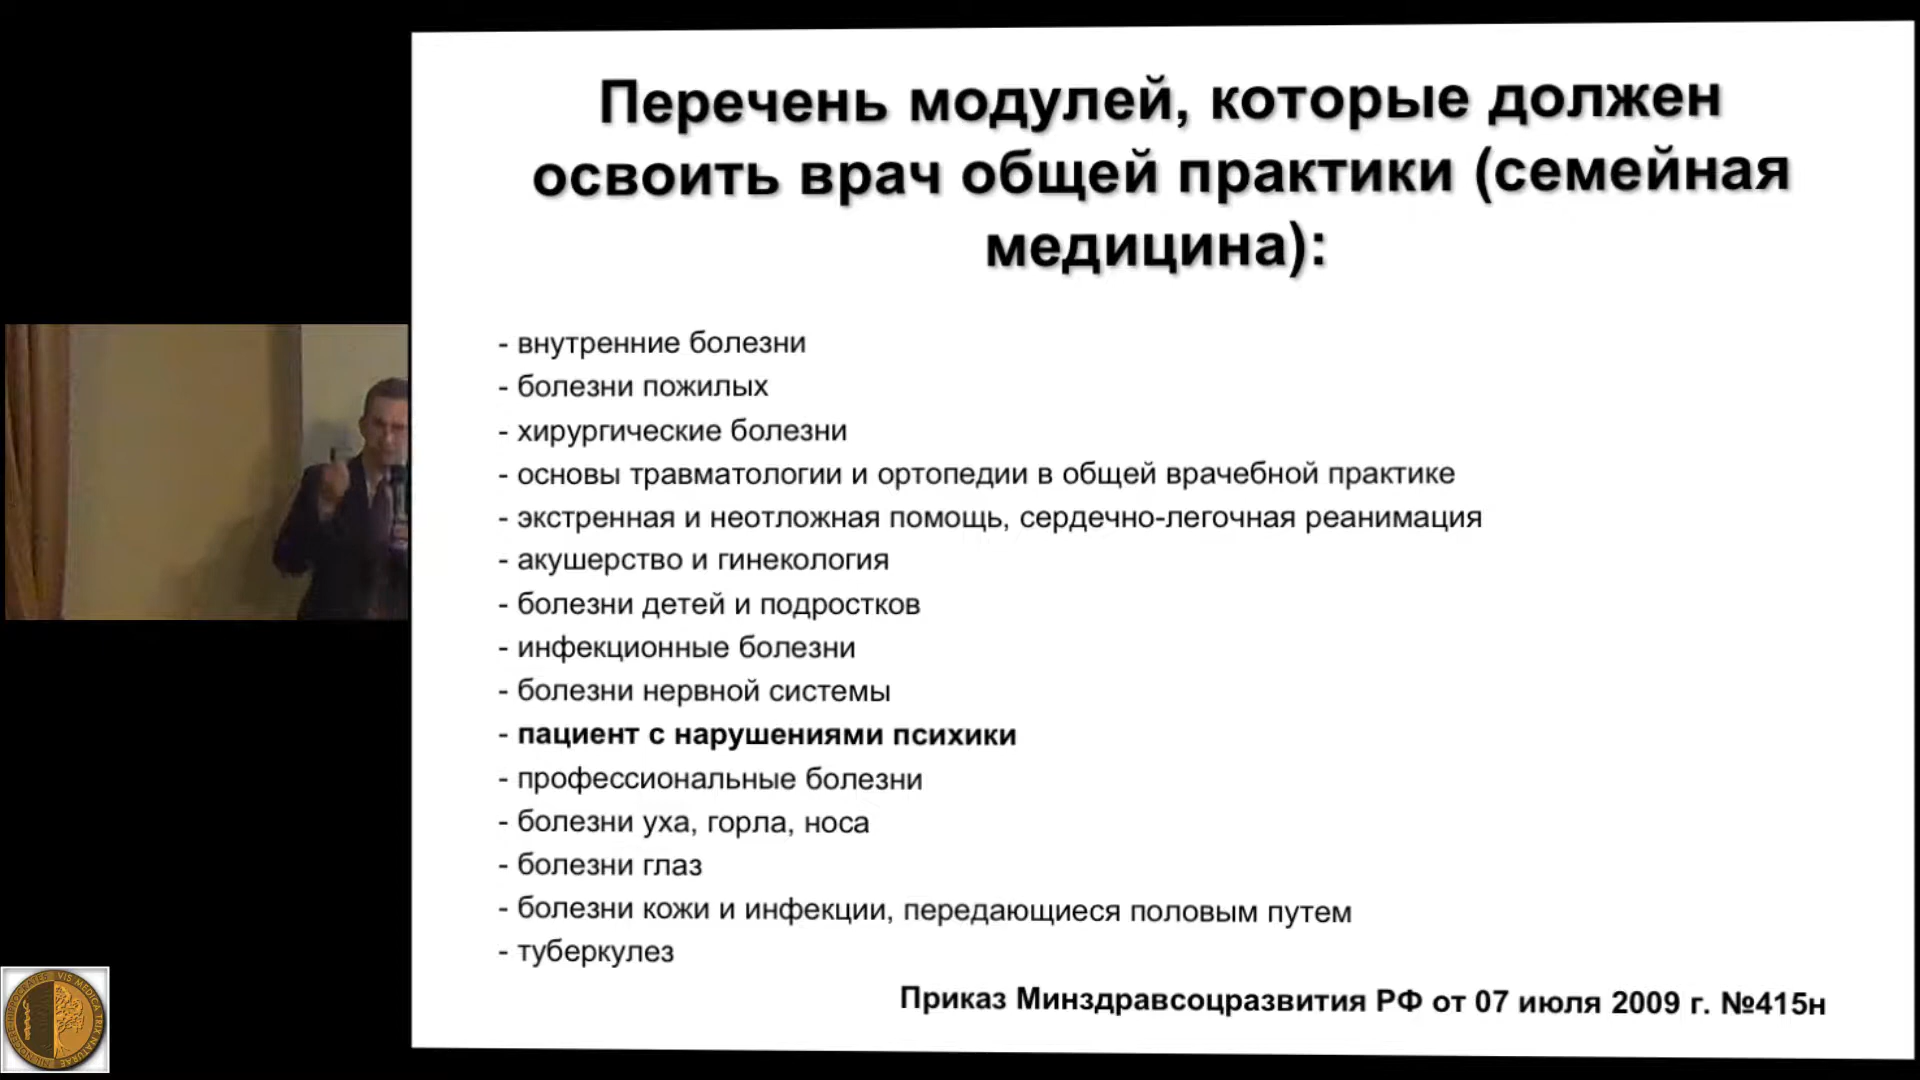 Перечень модулей, которые должен
освоить врач общей практики (семейная
медицина):
- внутренние болезни
- болезни пожилых
- хирургические болезни
- основы травматологии и ортопедии в общей врачебной практике
- экстренная и неотложная помощь, сердечно-легочная реанимация
- акушерство и гинекология
- болезни детей и подростков
- инфекционные болезни
- болезни нервной системы
- пациент с нарушениями психики
- профессиональные болезни
- болезни уха, горла, носа
- болезни глаз
- болезни кожи и инфекции, передающиеся половым путем
- туберкулез
Приказ Минздравсоцразвития РФ от 07 июля 2009 г. №415н